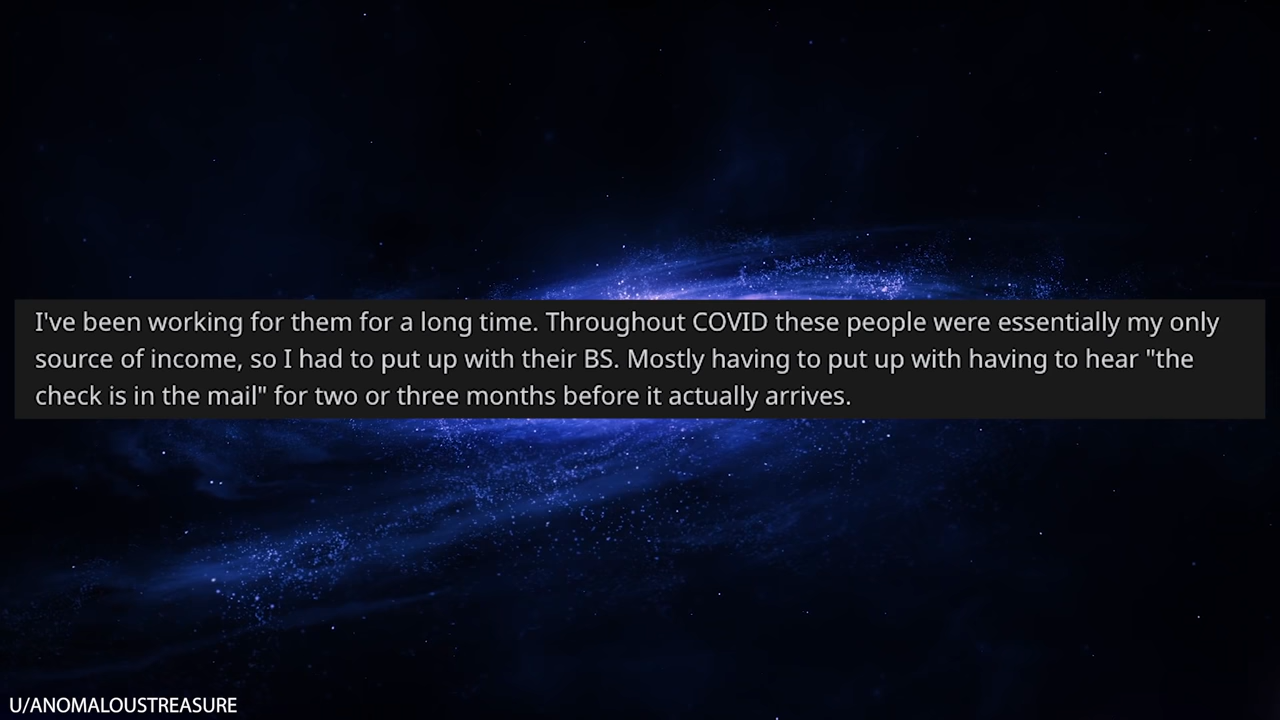 I've been working for them for a long time. Throughout COVID these people were essentially my only
source of income, so I had to put up with their BS. Mostly having to put up with having to hear "the
check is in the mail" for two or three months before it actually arrives.
U/ANOMALOUSTREASURE